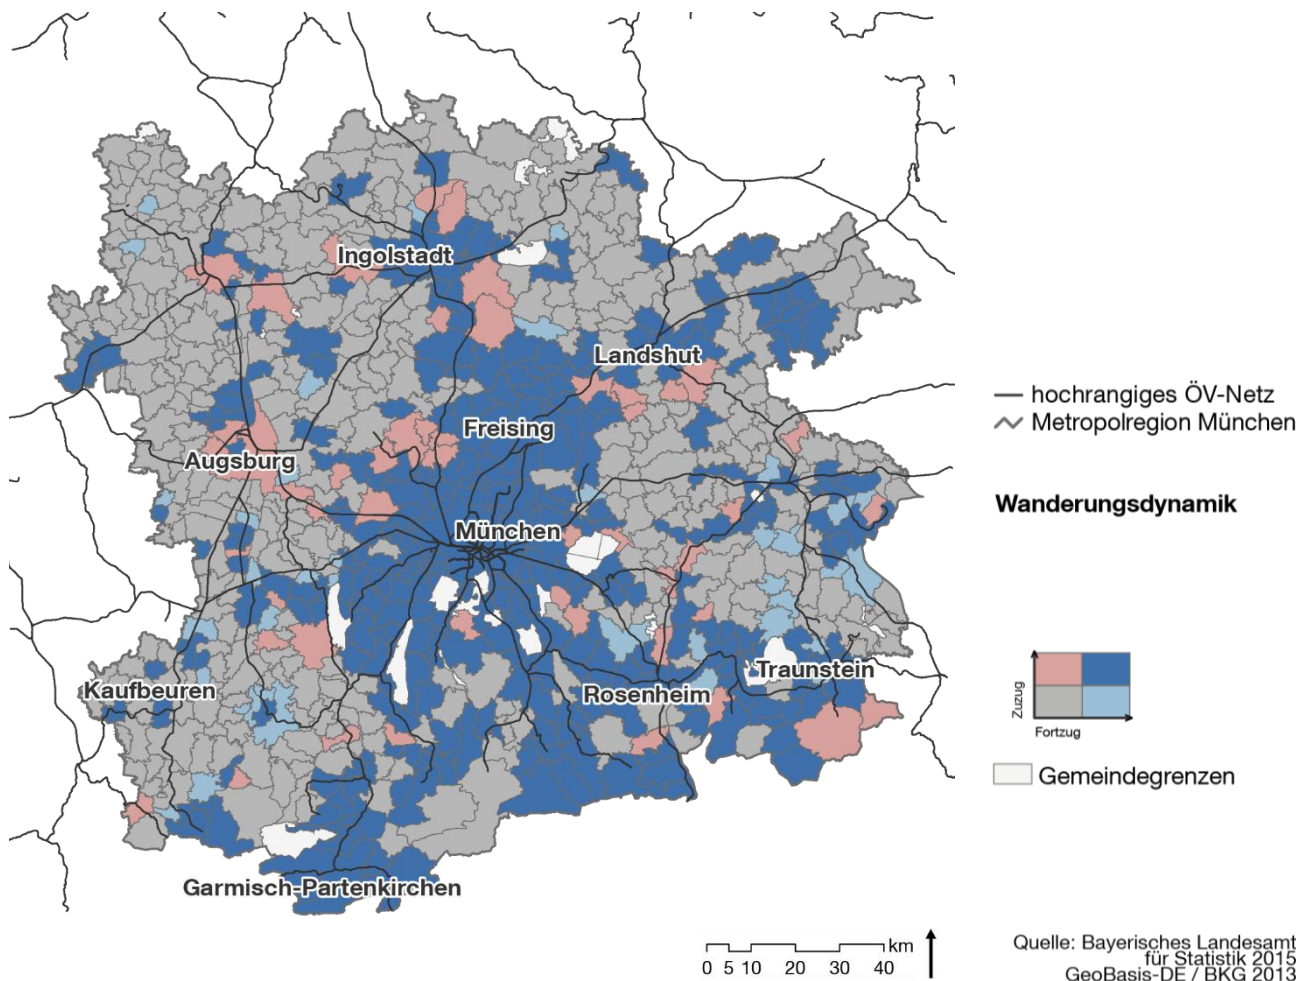 Ingolstadt
Landshut
Freising
Augsburg
München
Kaufbeuren
Rosenheim
Traunstein
Garmisch-Partenkirchen
hochrangiges ÖV-Netz
Metropolregion München
Wanderungsdynamik
Zuzug
Fortzug
Gemeindegrenzen
km
0 5 10 20 30 40
Quelle: Bayerisches Landesamt
für Statistik 2015
GeoBasis-DE / BKG 2013